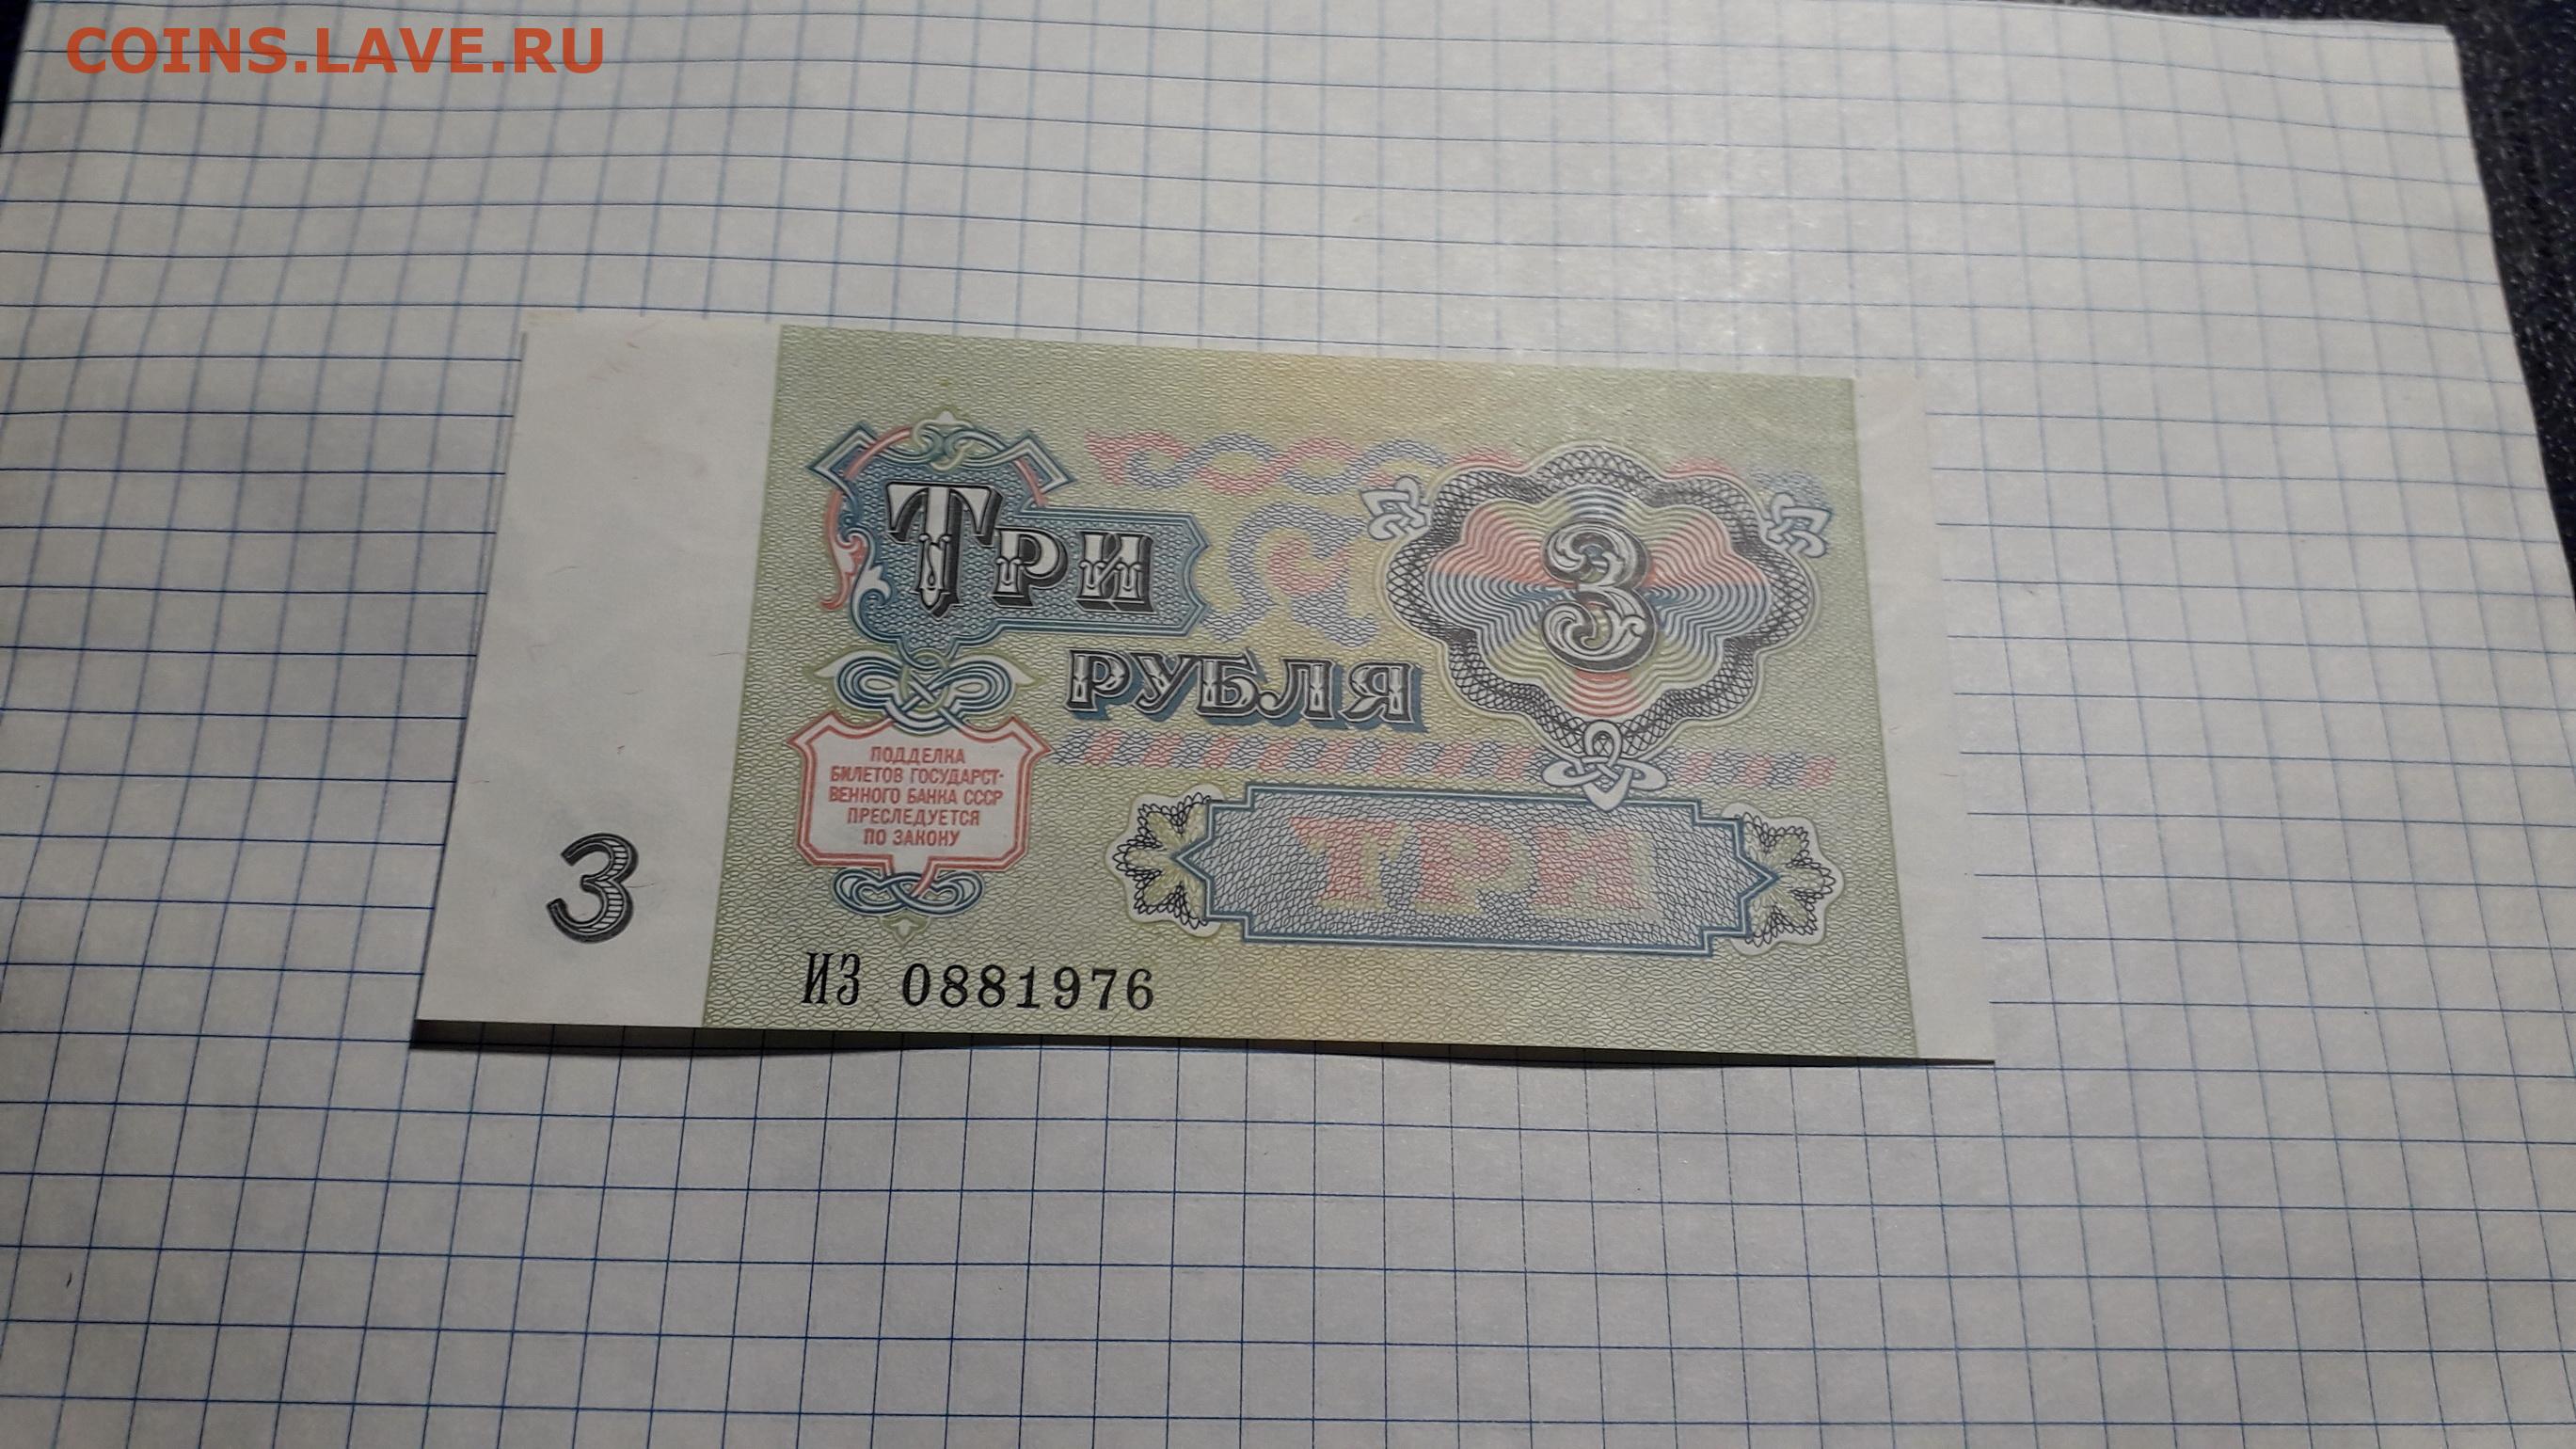 COINS.LAVE.RU
ТРИ
3
РУБЛЯ
ПОДДЕЛКА
БИЛЕТОВ ГОСУДАРСТ-
ВЕННОГО БАНКА СССР
ПРЕСЛЕДУЕТСЯ
ПО ЗАКОНУ
ТРИ
3
ИЗ 0881976